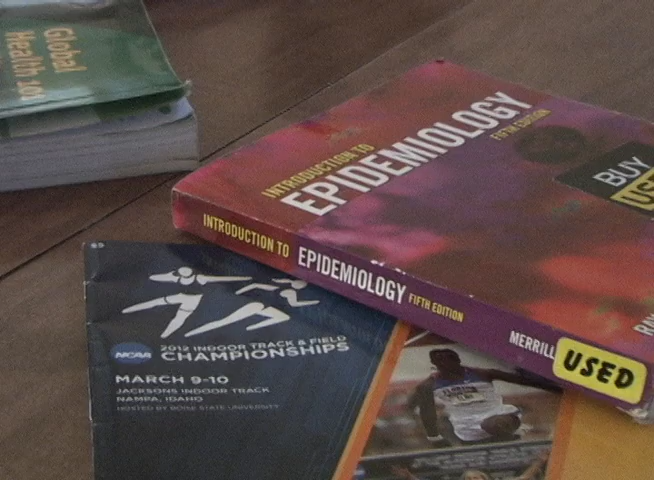 Global
Health 101
INTRODUCTION TO
EPIDEMIOLOGY
FIFTH EDITION
BUY
INTRODUCTION TO EPIDEMIOLOGY FIFTH EDITION
MERRILL
USED
NCAA
2012 INDOOR TRACK & FIELD
CHAMPIONSHIPS
MARCH 9-10
JACKSONS INDOOR TRACK
NAMPA, IDAHO
HOSTED BY BOISE STATE UNIVERSITY